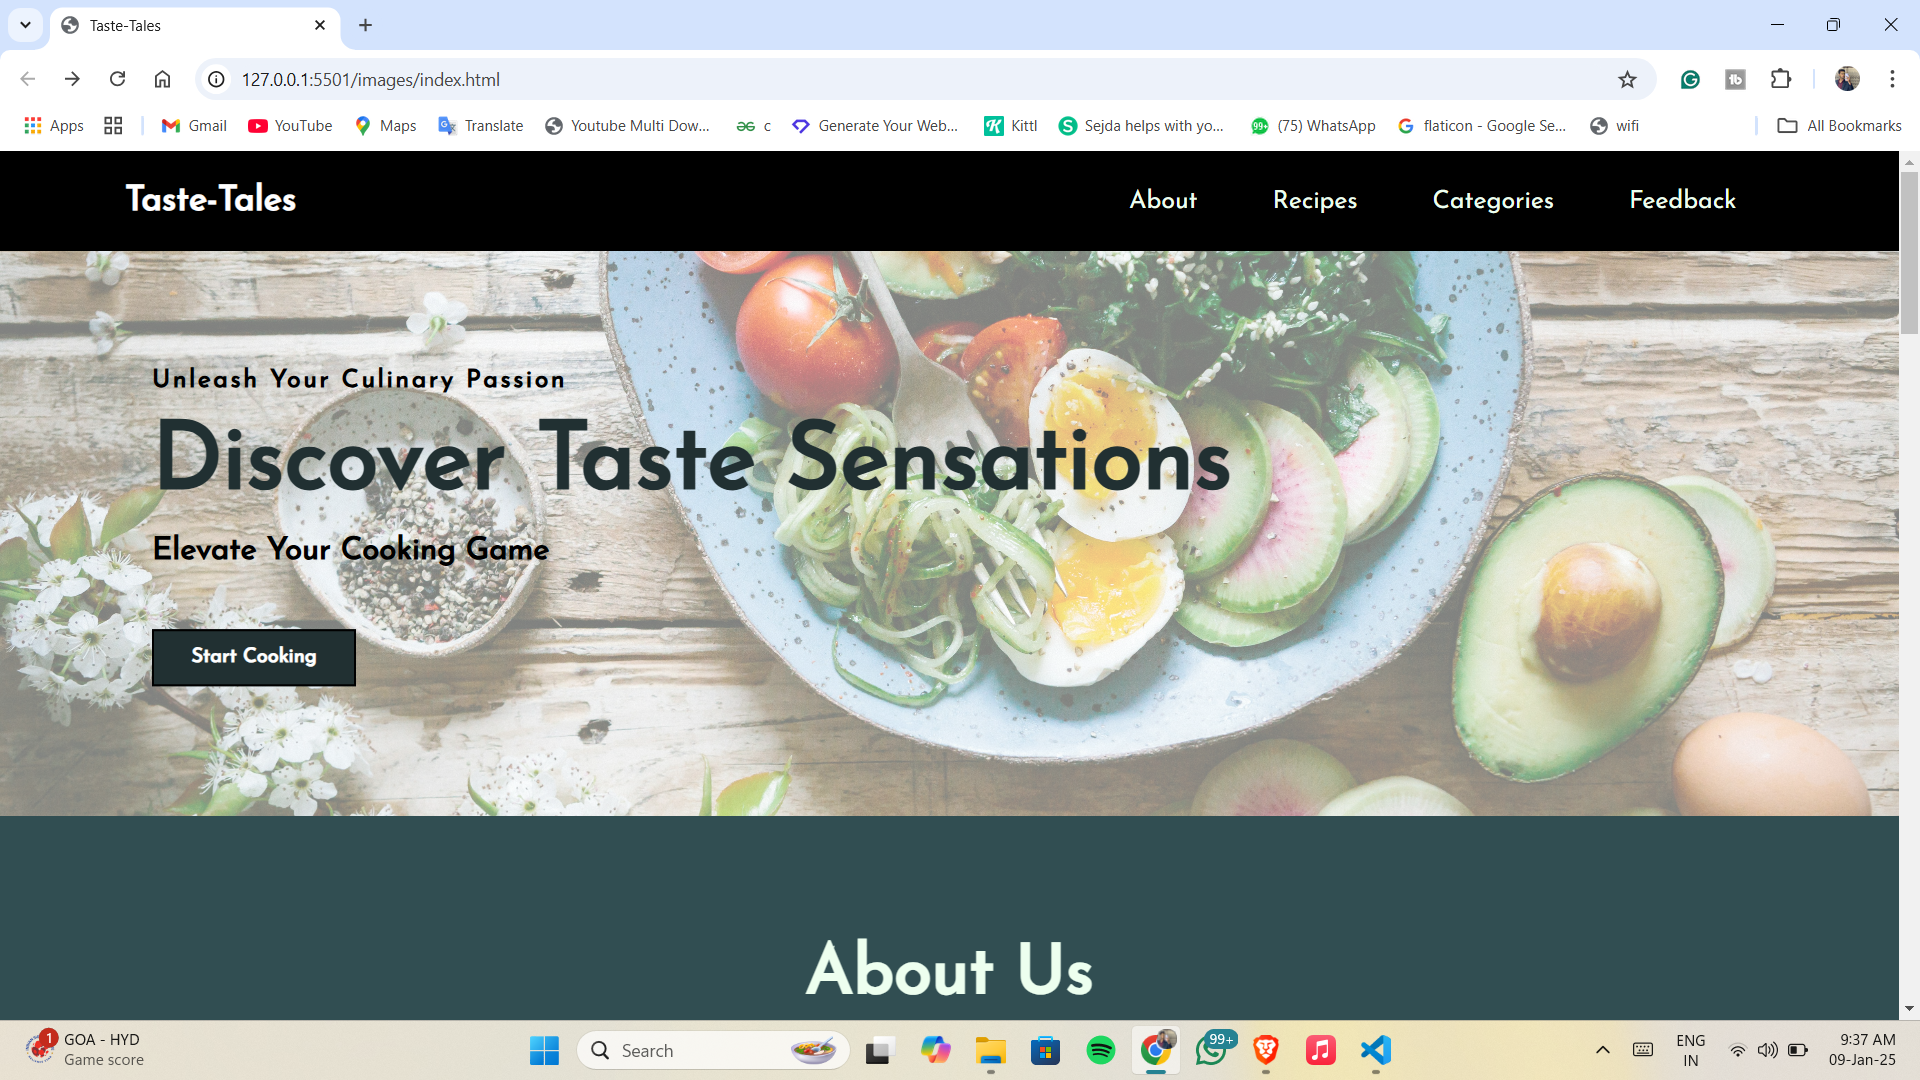 Taste-Tales
127.0.0.1:5501/images/index.html
Apps Gmail YouTube Maps Translate Youtube Multi Dow... c Generate Your Web... Kittl Sejda helps with yo... 99+ (75) WhatsApp flaticon - Google Se... wifi All Bookmarks
Taste-Tales About Recipes Categories Feedback
Unleash Your Culinary Passion
Discover Taste Sensations
Elevate Your Cooking Game
Start Cooking
About Us
1 GOA - HYD
Game score
Search
99+
ENG
IN
9:37 AM
09-Jan-25